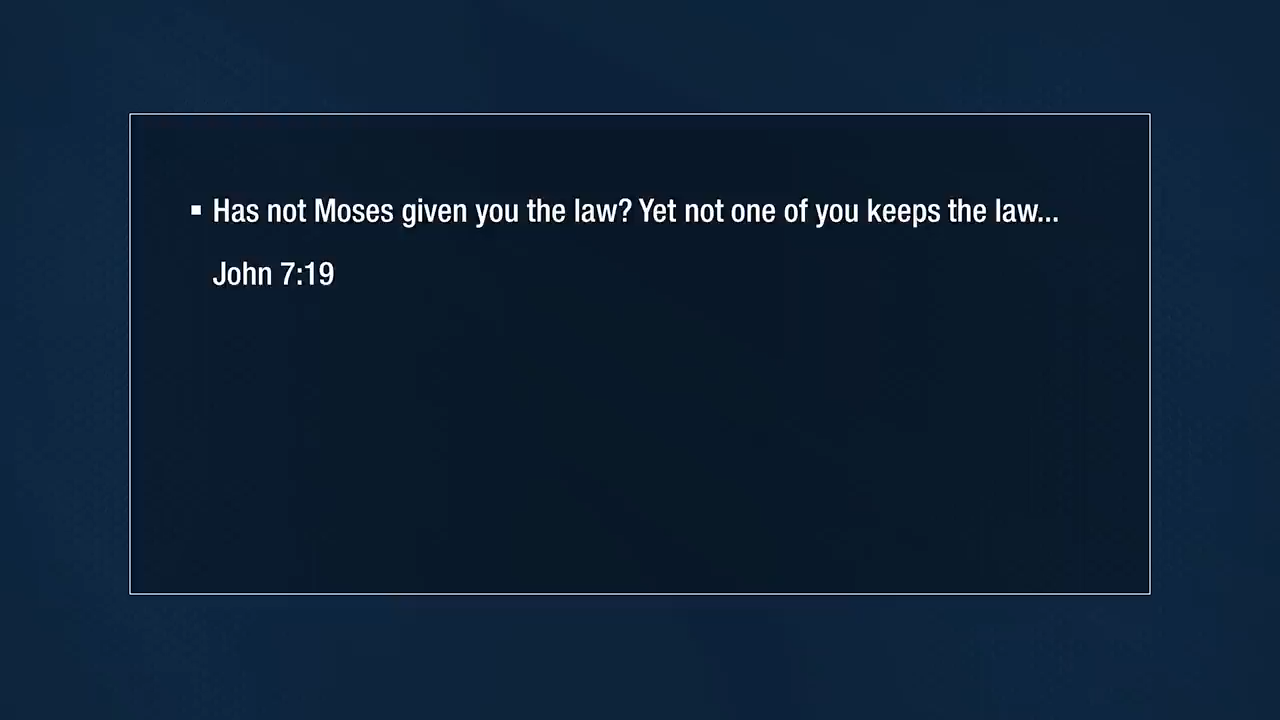 ▪ Has not Moses given you the law? Yet not one of you keeps the law...
John 7:19